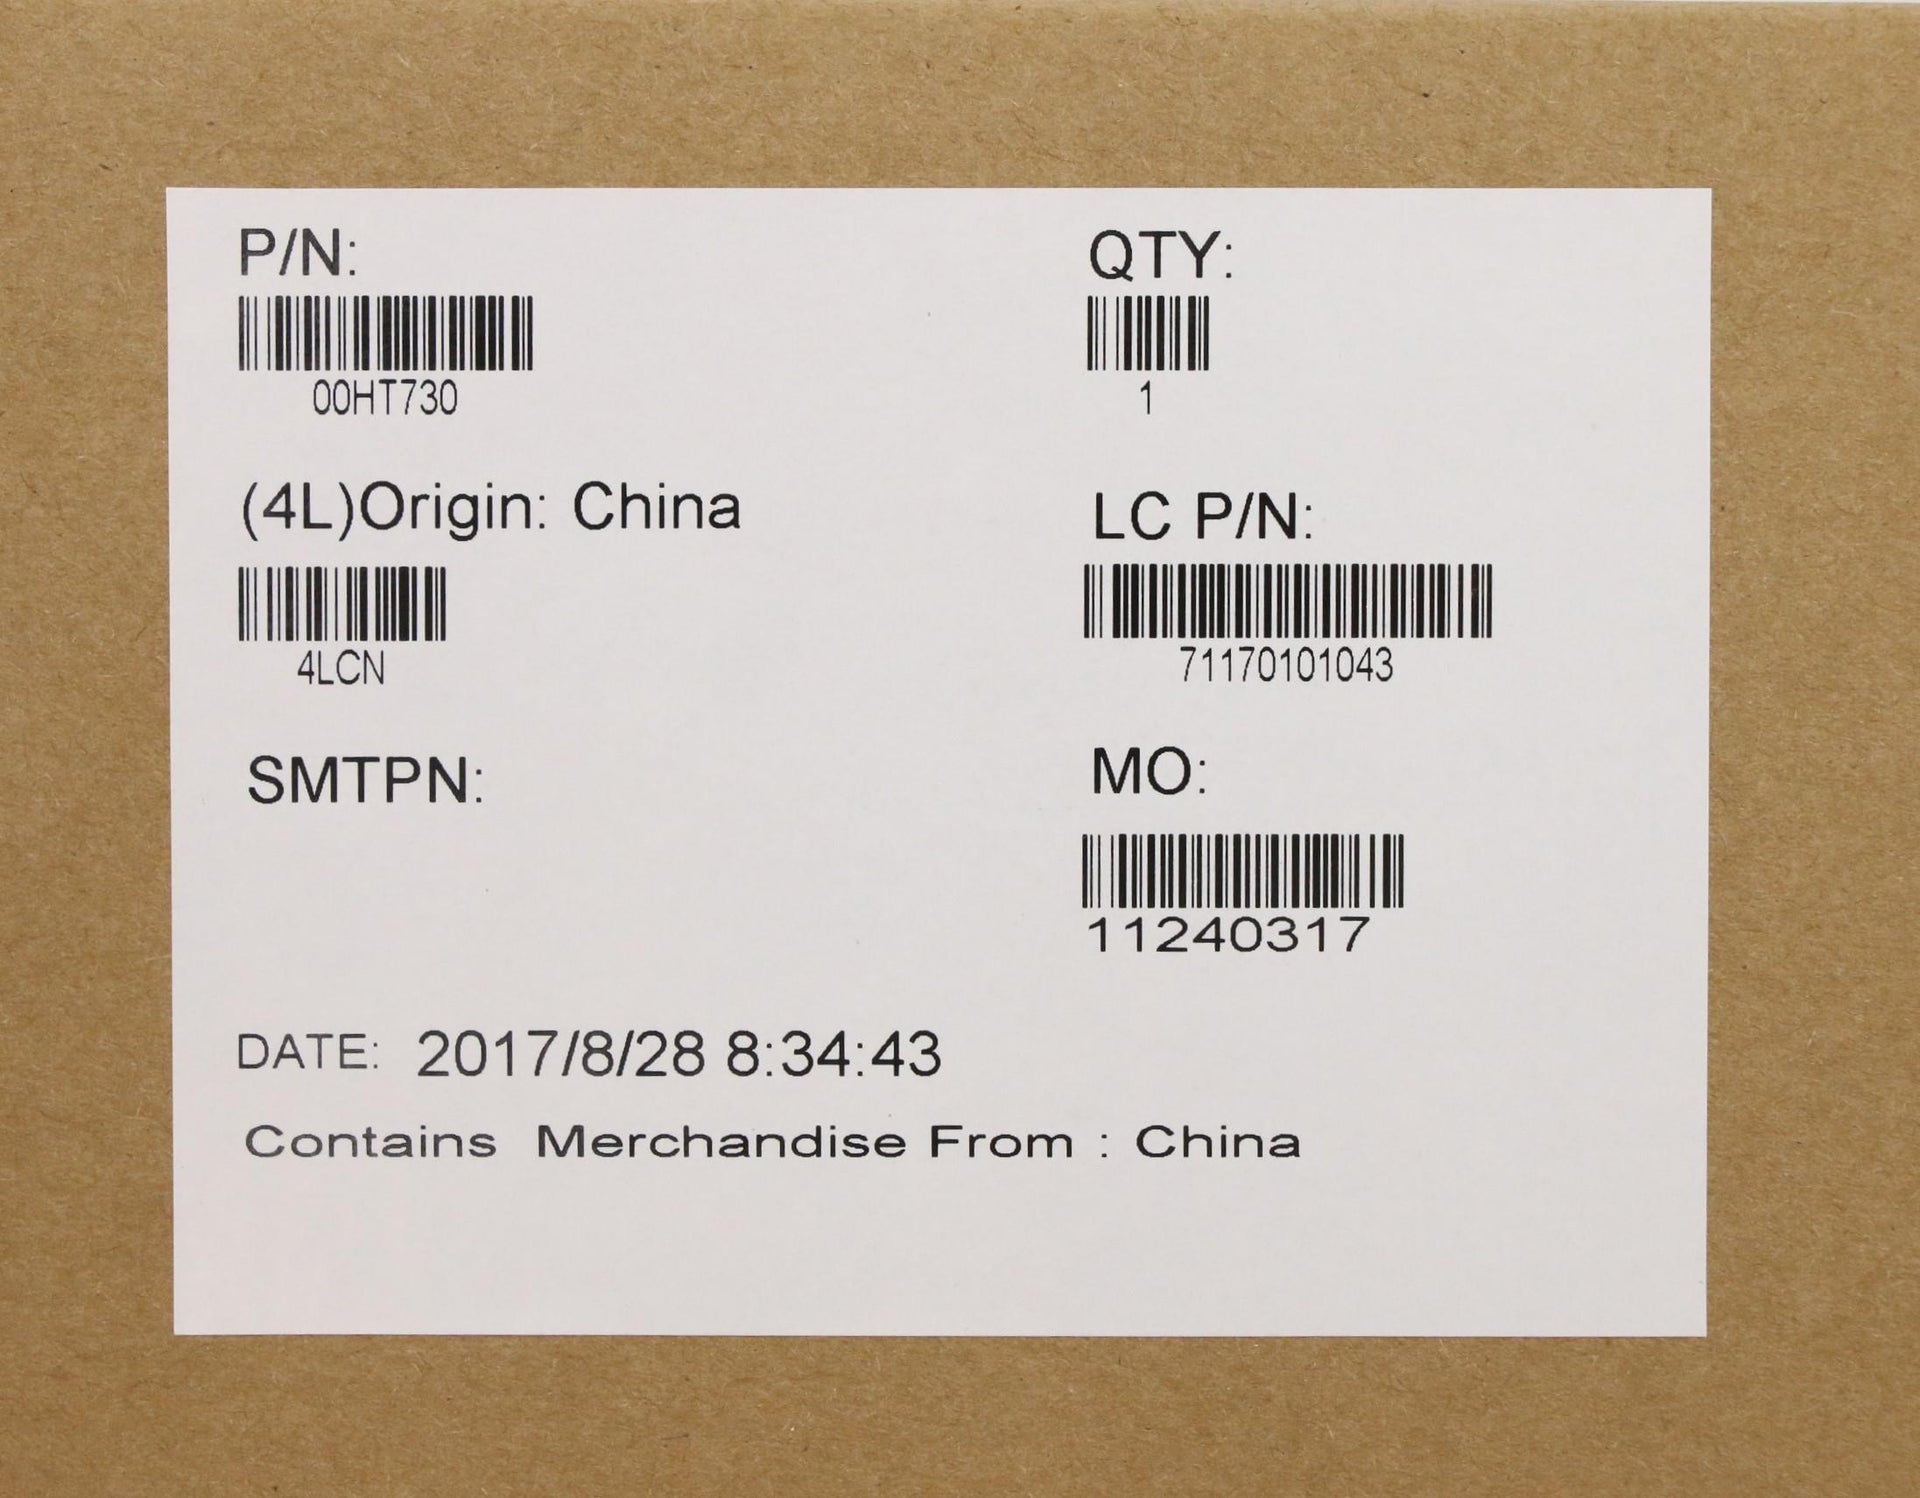 P/N:
00HT730
QTY:
1
(4L)Origin: China
4LCN
LC P/N:
71170101043
SMTPN:
MO:
11240317
DATE: 2017/8/28 8:34:43
Contains Merchandise From : China